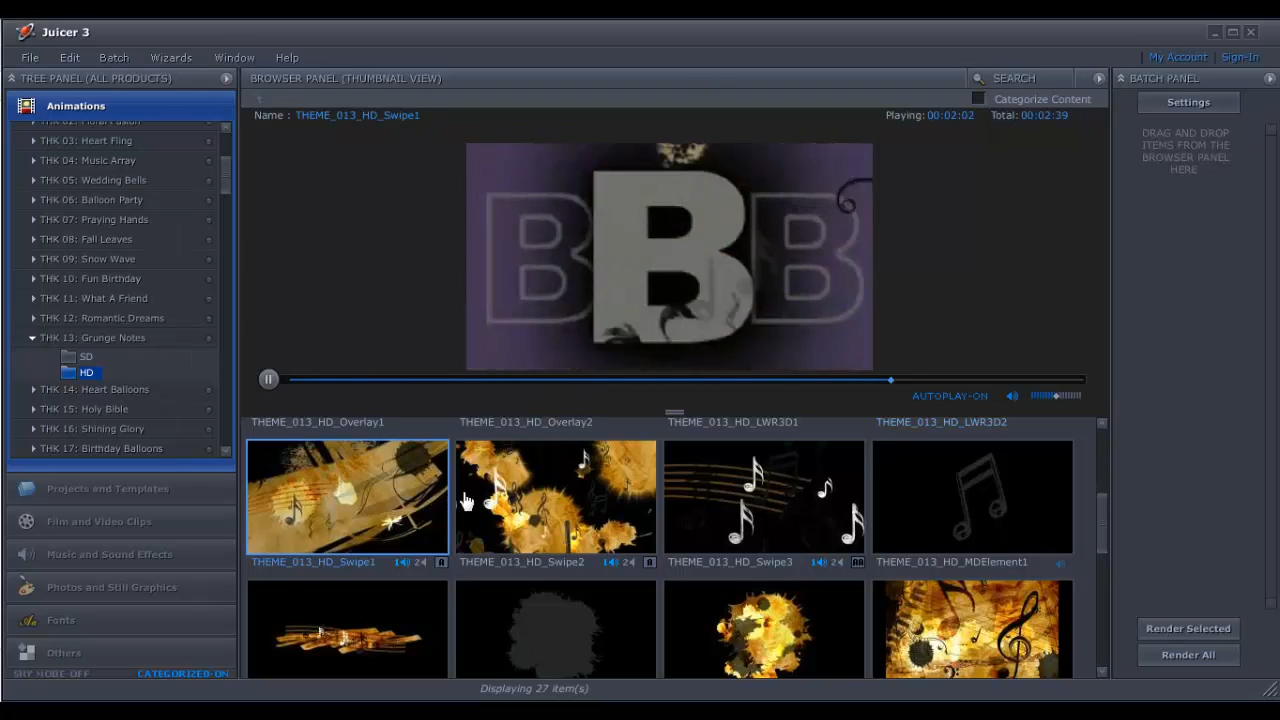 Juicer 3
File Edit Batch Wizards Window Help
My Account Sign-In
TREE PANEL (ALL PRODUCTS)
BROWSER PANEL (THUMBNAIL VIEW)
SEARCH
BATCH PANEL
Animations
Categorize Content
Settings
Name : THEME_013_HD_Swipe1
Playing: 00:02:02 Total: 00:02:39
DRAG AND DROP
ITEMS FROM THE
BROWSER PANEL
HERE
THK 02: Floral Fusion
THK 03: Heart Fling
THK 04: Music Array
THK 05: Wedding Bells
THK 06: Balloon Party
THK 07: Praying Hands
THK 08: Fall Leaves
THK 09: Snow Wave
THK 10: Fun Birthday
THK 11: What A Friend
THK 12: Romantic Dreams
THK 13: Grunge Notes
SD
HD
THK 14: Heart Balloons
THK 15: Holy Bible
THK 16: Shining Glory
THK 17: Birthday Balloons
B B B
AUTOPLAY-ON
THEME_013_HD_Overlay1 THEME_013_HD_Overlay2 THEME_013_HD_LWR3D1 THEME_013_HD_LWR3D2
THEME_013_HD_Swipe1 THEME_013_HD_Swipe2 THEME_013_HD_Swipe3 THEME_013_HD_MDElement1
Projects and Templates
Film and Video Clips
Music and Sound Effects
Photos and Still Graphics
Fonts
Others
CATEGORIZED-ON
Render Selected
Render All
Displaying 27 item(s)